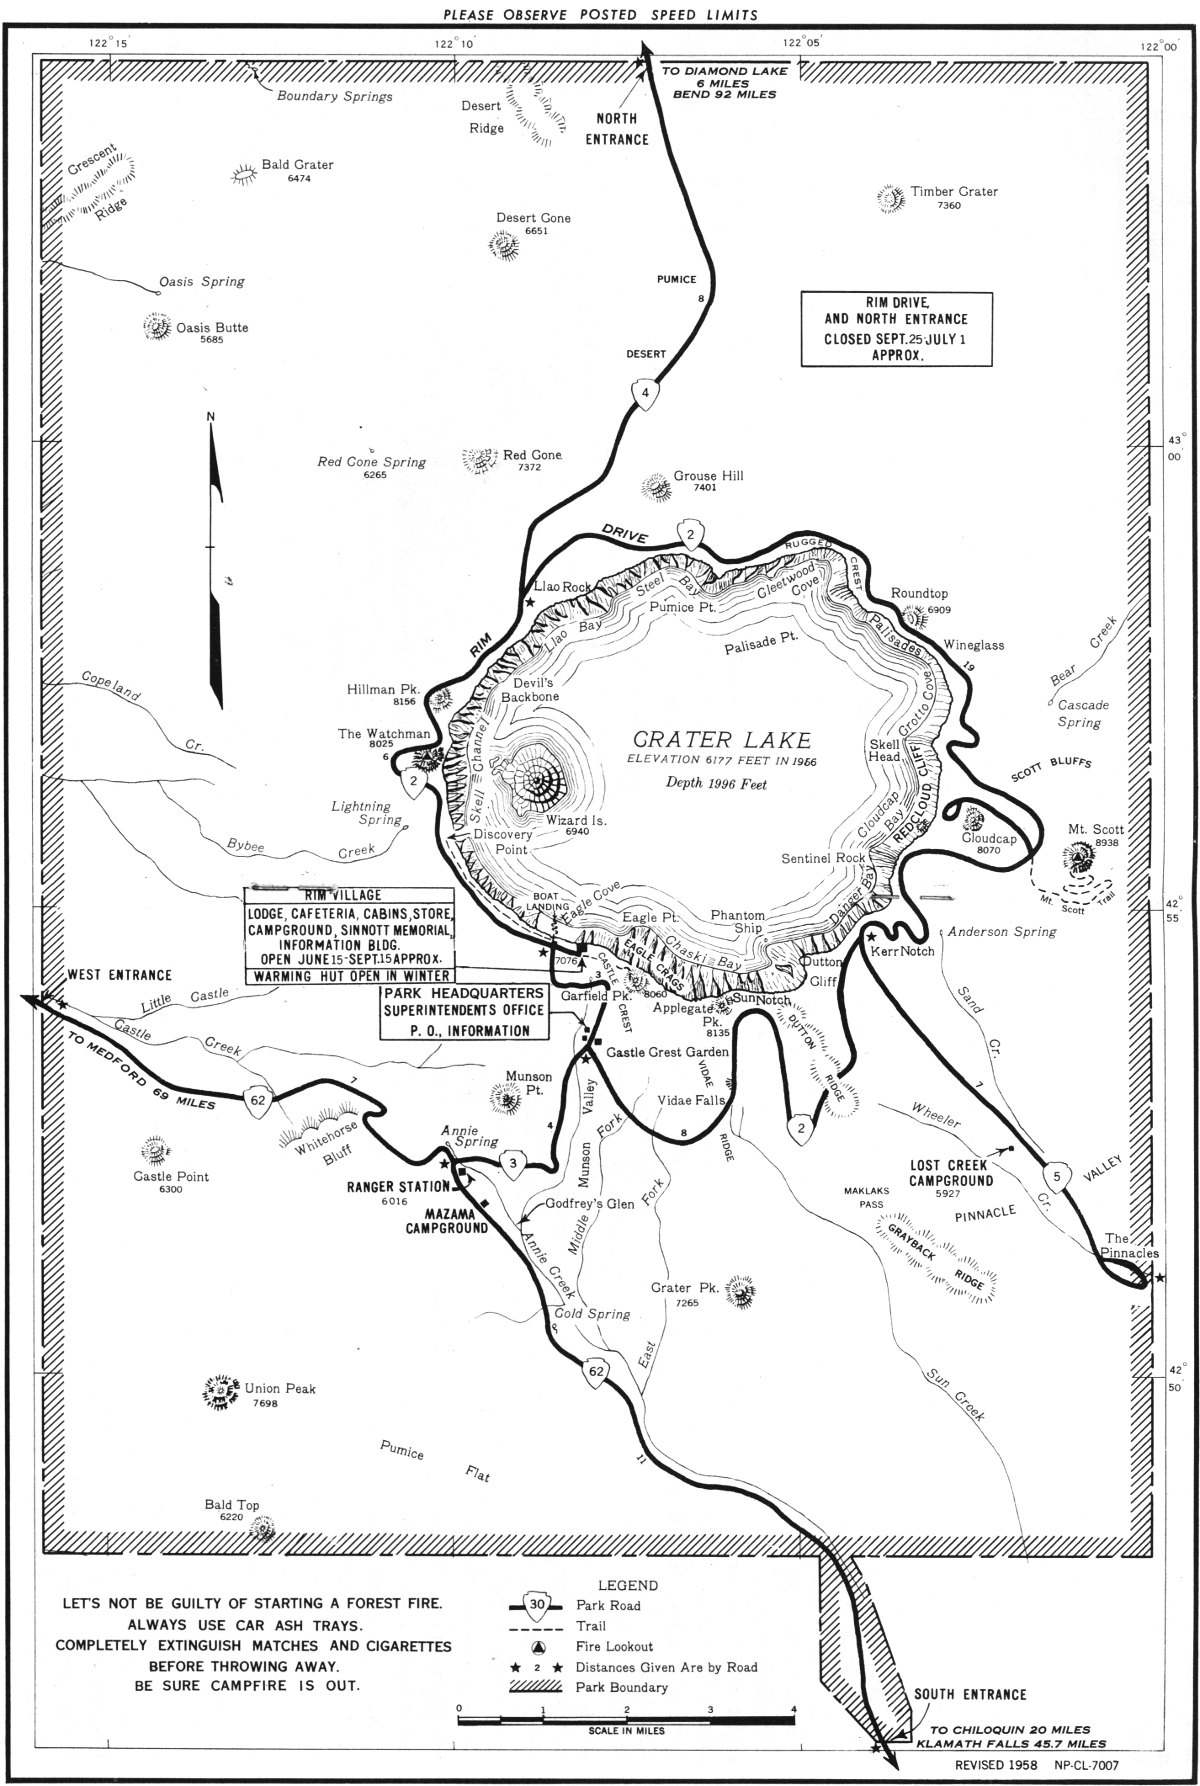 PLEASE OBSERVE POSTED SPEED LIMITS
122°15'
122°10'
122°05'
122°00'
TO DIAMOND LAKE
6 MILES
BEND 92 MILES
Boundary Springs
Desert
Ridge
NORTH
ENTRANCE
Crescent
Ridge
Bald Grater
6474
Timber Grater
7360
Desert Gone
6651
Oasis Spring
PUMICE
8
Oasis Butte
5685
RIM DRIVE,
AND NORTH ENTRANCE
CLOSED SEPT. 25-JULY 1
APPROX.
DESERT
4
N
43°
00'
Red Gone Spring
6265
Red Gone
7372
Grouse Hill
7401
DRIVE
2
RUGGED
CREST
Llao Rock
Steel
Bay
Gleetwood
Cove
Pumice Pt.
Roundtop
6909
Llao Bay
Palisade Pt.
Palisades
Wineglass
19
RIM
Bear Creek
Copeland
Cr.
Hillman Pk.
8156
Devil's
Backbone
Grotto Cove
Cascade
Spring
The Watchman
8025
6
2
Skell Channel
CRATER LAKE
ELEVATION 6177 FEET IN 1956
Depth 1996 Feet
Skell
Head
REDCLOUD CLIFF
SCOTT BLUFFS
Lightning
Spring
Wizard Is.
6940
Cloudcap
Bay
Gloudcap
8070
Mt. Scott
8938
Bybee
Creek
Discovery
Point
Sentinel Rock
RIM VILLAGE
LODGE, CAFETERIA, CABINS, STORE,
CAMPGROUND, SINNOTT MEMORIAL,
INFORMATION BLDG.
OPEN JUNE 15-SEPT. 15 APPROX.
WARMING HUT OPEN IN WINTER
BOAT
LANDING
Eagle Cove
Eagle Pt.
Phantom
Ship
Danger Bay
Mt. Scott Trail
42°
55'
Anderson Spring
Kerr Notch
EAGLE CRAGS
Chaski Bay
Dutton
Cliff
7076
CASTLE
CREST
3
8060
WEST ENTRANCE
Little Castle
PARK HEADQUARTERS
SUPERINTENDENTS OFFICE
P. O., INFORMATION
Garfield Pk.
Applegate
Pk.
8135
Sun Notch
Sand
Cr.
Castle
Creek
DUTTON
RIDGE
Castle Crest Garden
TO MEDFORD 69 MILES
62
7
Munson
Pt.
Valley
Munson
VIDAE
RIDGE
Vidae Falls
7
Wheeler
Cr.
Whitehorse
Bluff
Annie
Spring
4
8
Fork
2
3
Castle Point
6300
RANGER STATION
6016
LOST CREEK
CAMPGROUND
5927
5
VALLEY
PINNACLE
MAKLAKS
PASS
MAZAMA
CAMPGROUND
Godfrey's Glen
Middle
Fork
GRAYBACK
RIDGE
The
Pinnacles
Annie Creek
Grater Pk.
7265
Gold Spring
East
62
42°
50'
Union Peak
7698
Sun Creek
Pumice
Flat
11
Bald Top
6220
LET'S NOT BE GUILTY OF STARTING A FOREST FIRE.
ALWAYS USE CAR ASH TRAYS.
COMPLETELY EXTINGUISH MATCHES AND CIGARETTES
BEFORE THROWING AWAY.
BE SURE CAMPFIRE IS OUT.
LEGEND
30 Park Road
Trail
Fire Lookout
★ 2 ★ Distances Given Are by Road
Park Boundary
0 1 2 3 4
SCALE IN MILES
SOUTH ENTRANCE
TO CHILOQUIN 20 MILES
KLAMATH FALLS 45.7 MILES
REVISED 1958 NP-CL-7007